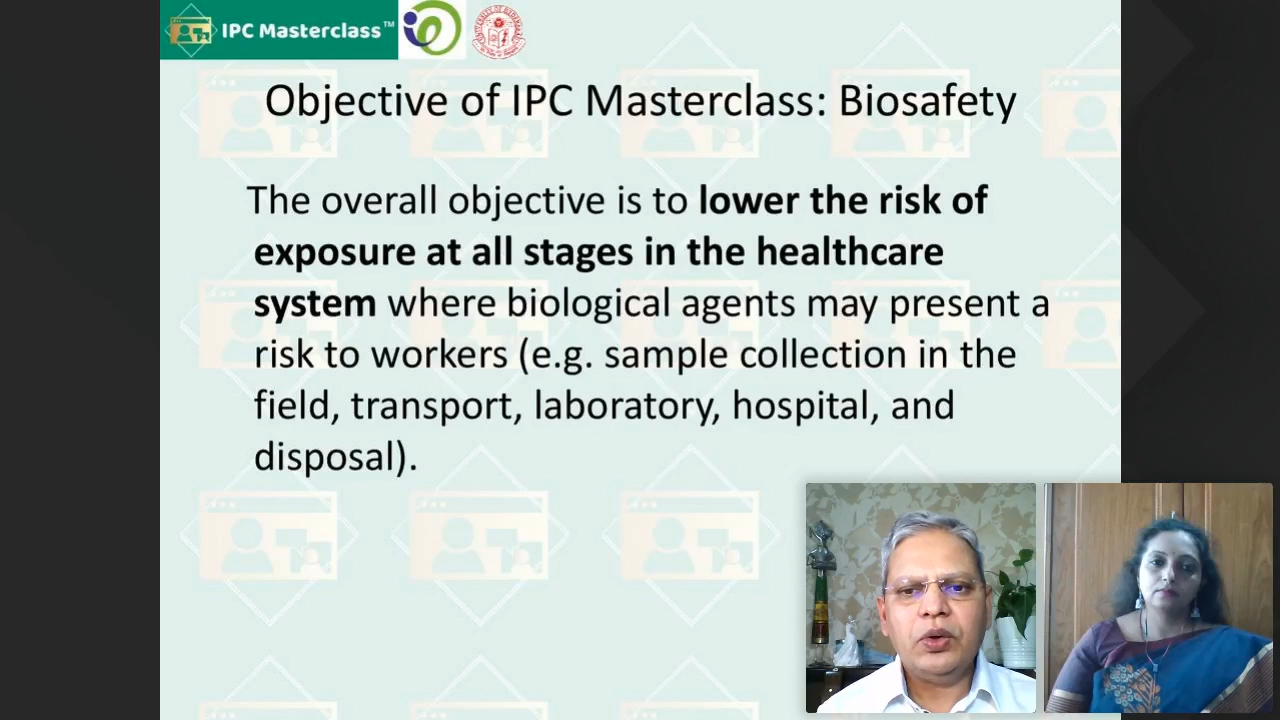 IPC Masterclass™
Objective of IPC Masterclass: Biosafety
The overall objective is to lower the risk of
exposure at all stages in the healthcare
system where biological agents may present a
risk to workers (e.g. sample collection in the
field, transport, laboratory, hospital, and
disposal).